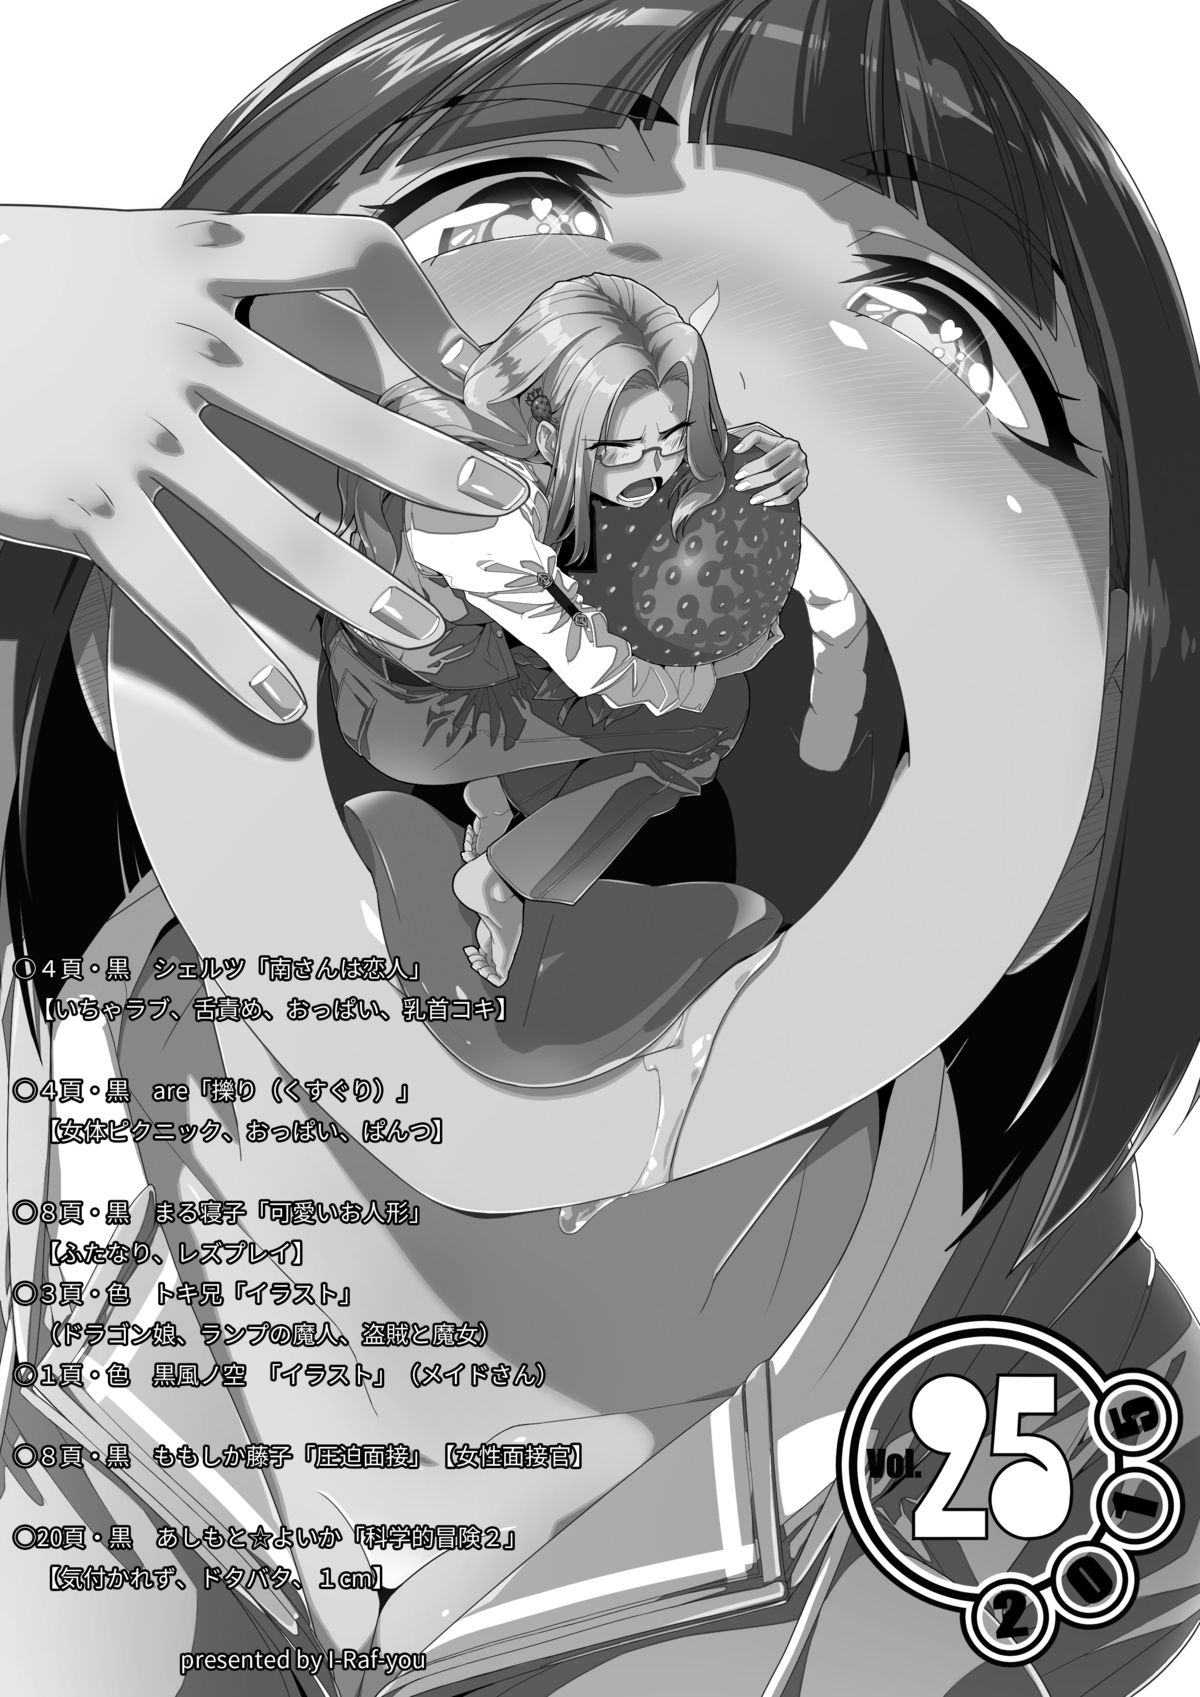 ○４頁・黒　シェルツ「南さんは恋人」
【いちゃラブ、舌責め、おっぱい、乳首コキ】
○４頁・黒　are「擽り（くすぐり）」
【女体ピクニック、おっぱい、ぱんつ】
○８頁・黒　まる寝子「可愛いお人形」
【ふたなり、レズプレイ】
○３頁・色　トキ兄「イラスト」
（ドラゴン娘、ランプの魔人、盗賊と魔女）
○１頁・色　黒風ノ空　「イラスト」（メイドさん）
○８頁・黒　ももしか藤子「圧迫面接」【女性面接官】
○20頁・黒　あしもと☆よいか「科学的冒険２」
【気付かれず、ドタバタ、１cm】
presented by I-Raf-you
Vol. 25
2015